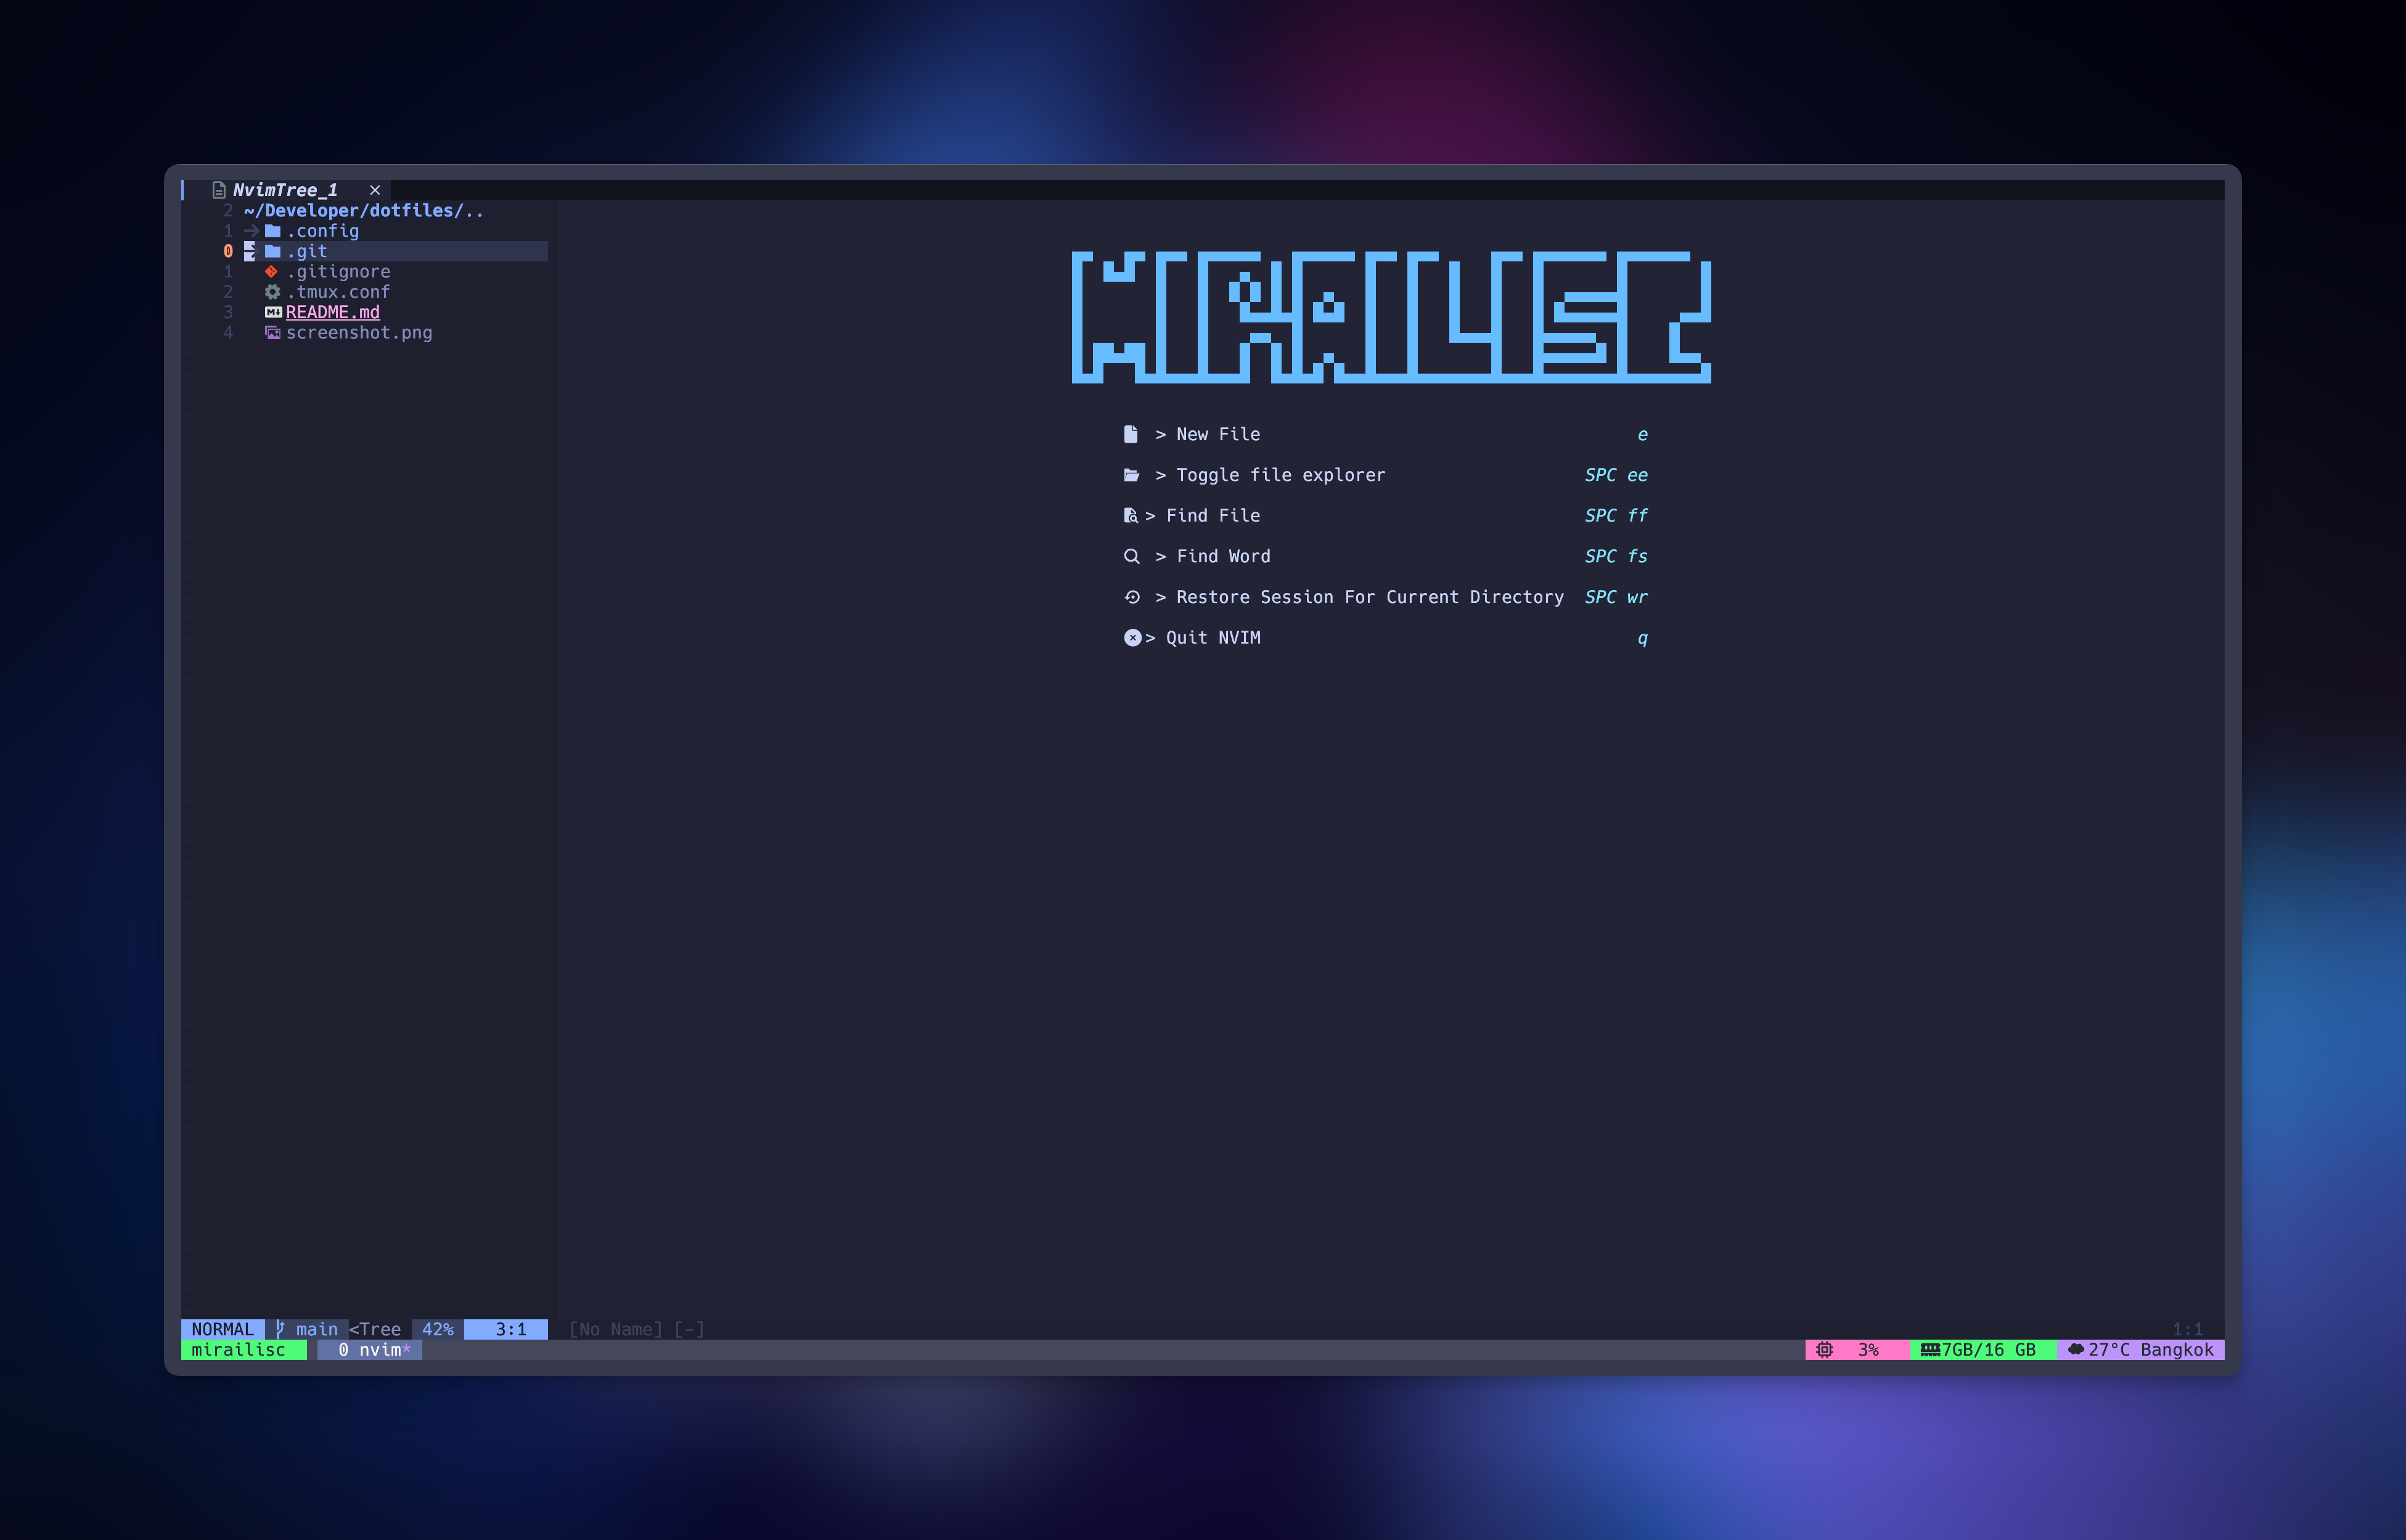 NvimTree_1 ×
2 ~/Developer/dotfiles/..
1 .config
0 .git
1 .gitignore
2 .tmux.conf
3 README.md
4 screenshot.png
MIRAILISC
> New File e
> Toggle file explorer SPC ee
> Find File SPC ff
> Find Word SPC fs
> Restore Session For Current Directory SPC wr
> Quit NVIM q
NORMAL main <Tree 42% 3:1 [No Name] [-] 1:1
mirailisc 0 nvim* 3% 7GB/16 GB 27°C Bangkok